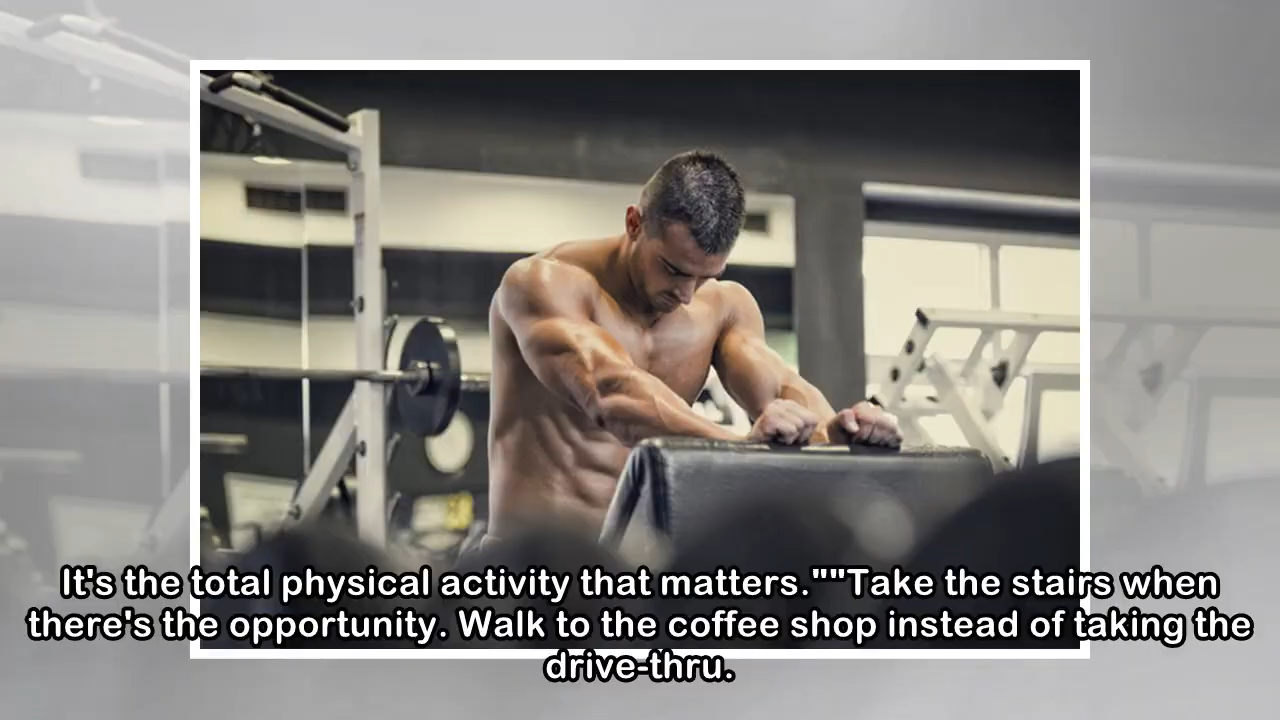 It's the total physical activity that matters.""Take the stairs when
there's the opportunity. Walk to the coffee shop instead of taking the
drive-thru.